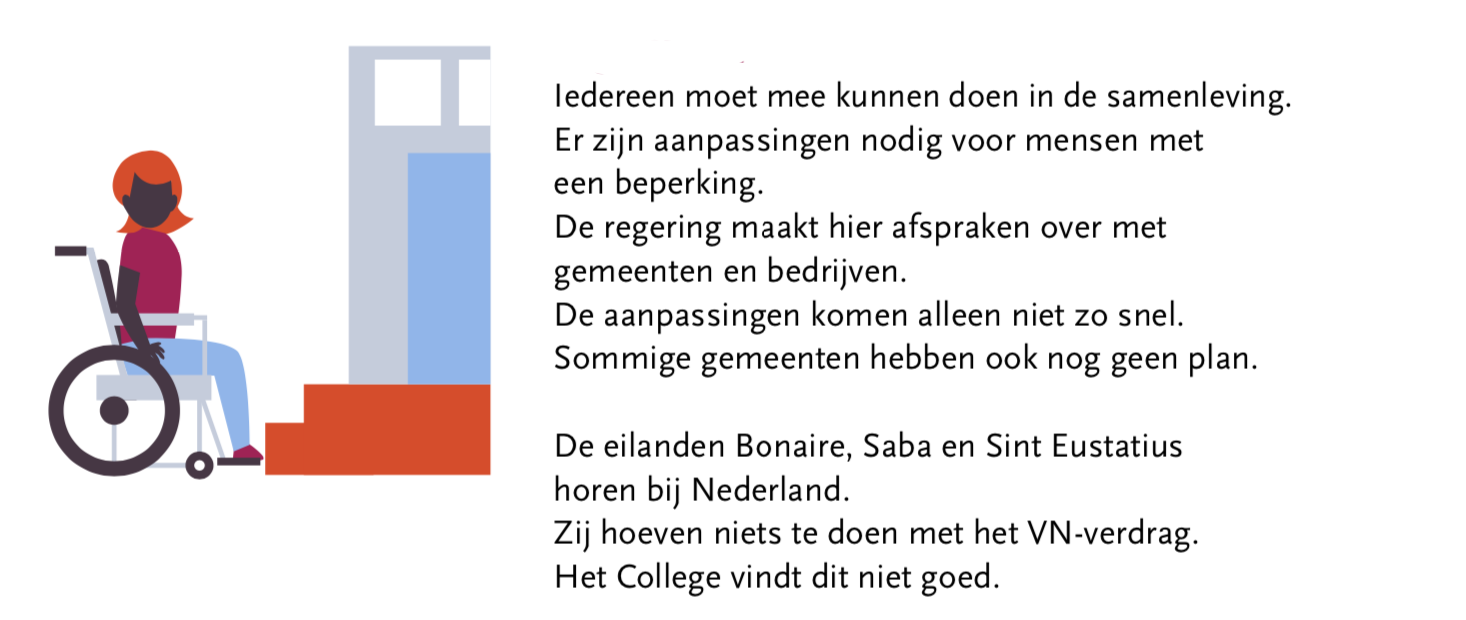 Iedereen moet mee kunnen doen in de samenleving.
Er zijn aanpassingen nodig voor mensen met
een beperking.
De regering maakt hier afspraken over met
gemeenten en bedrijven.
De aanpassingen komen alleen niet zo snel.
Sommige gemeenten hebben ook nog geen plan.
De eilanden Bonaire, Saba en Sint Eustatius
horen bij Nederland.
Zij hoeven niets te doen met het VN-verdrag.
Het College vindt dit niet goed.